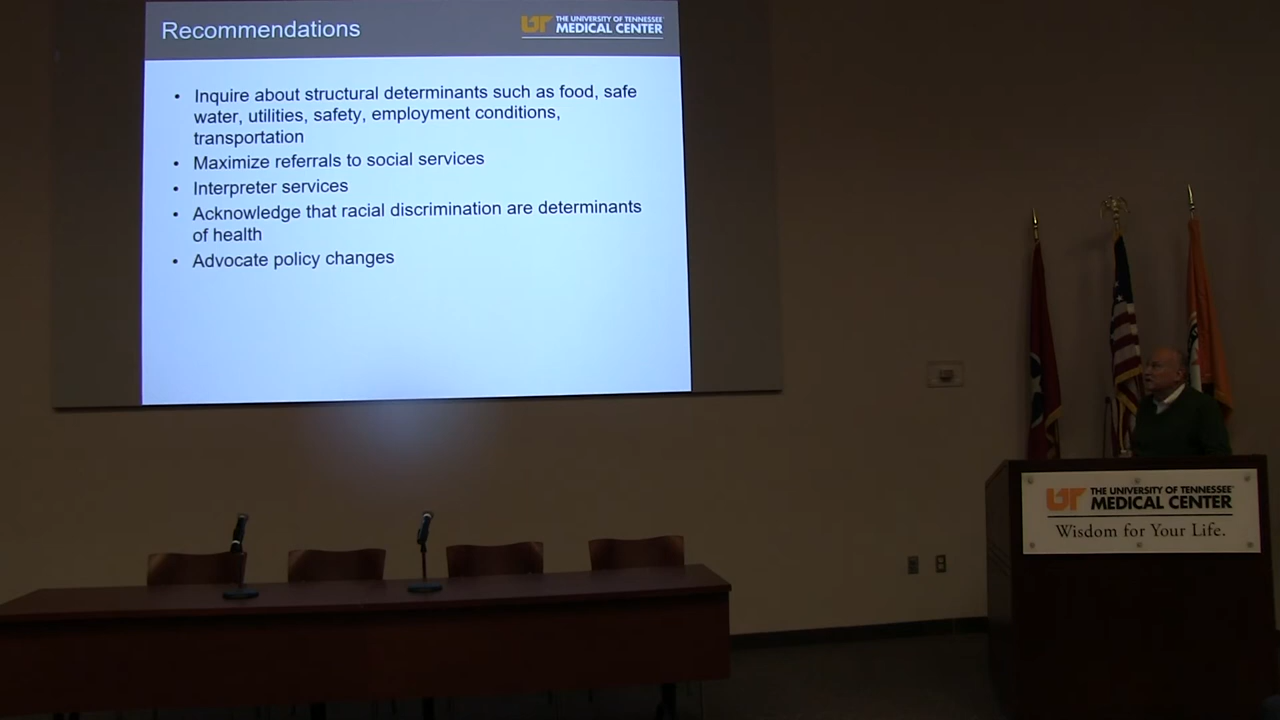 Recommendations
UT THE UNIVERSITY OF TENNESSEE
MEDICAL CENTER
• Inquire about structural determinants such as food, safe
water, utilities, safety, employment conditions,
transportation
• Maximize referrals to social services
• Interpreter services
• Acknowledge that racial discrimination are determinants
of health
• Advocate policy changes
UT THE UNIVERSITY OF TENNESSEE
MEDICAL CENTER
Wisdom for Your Life.